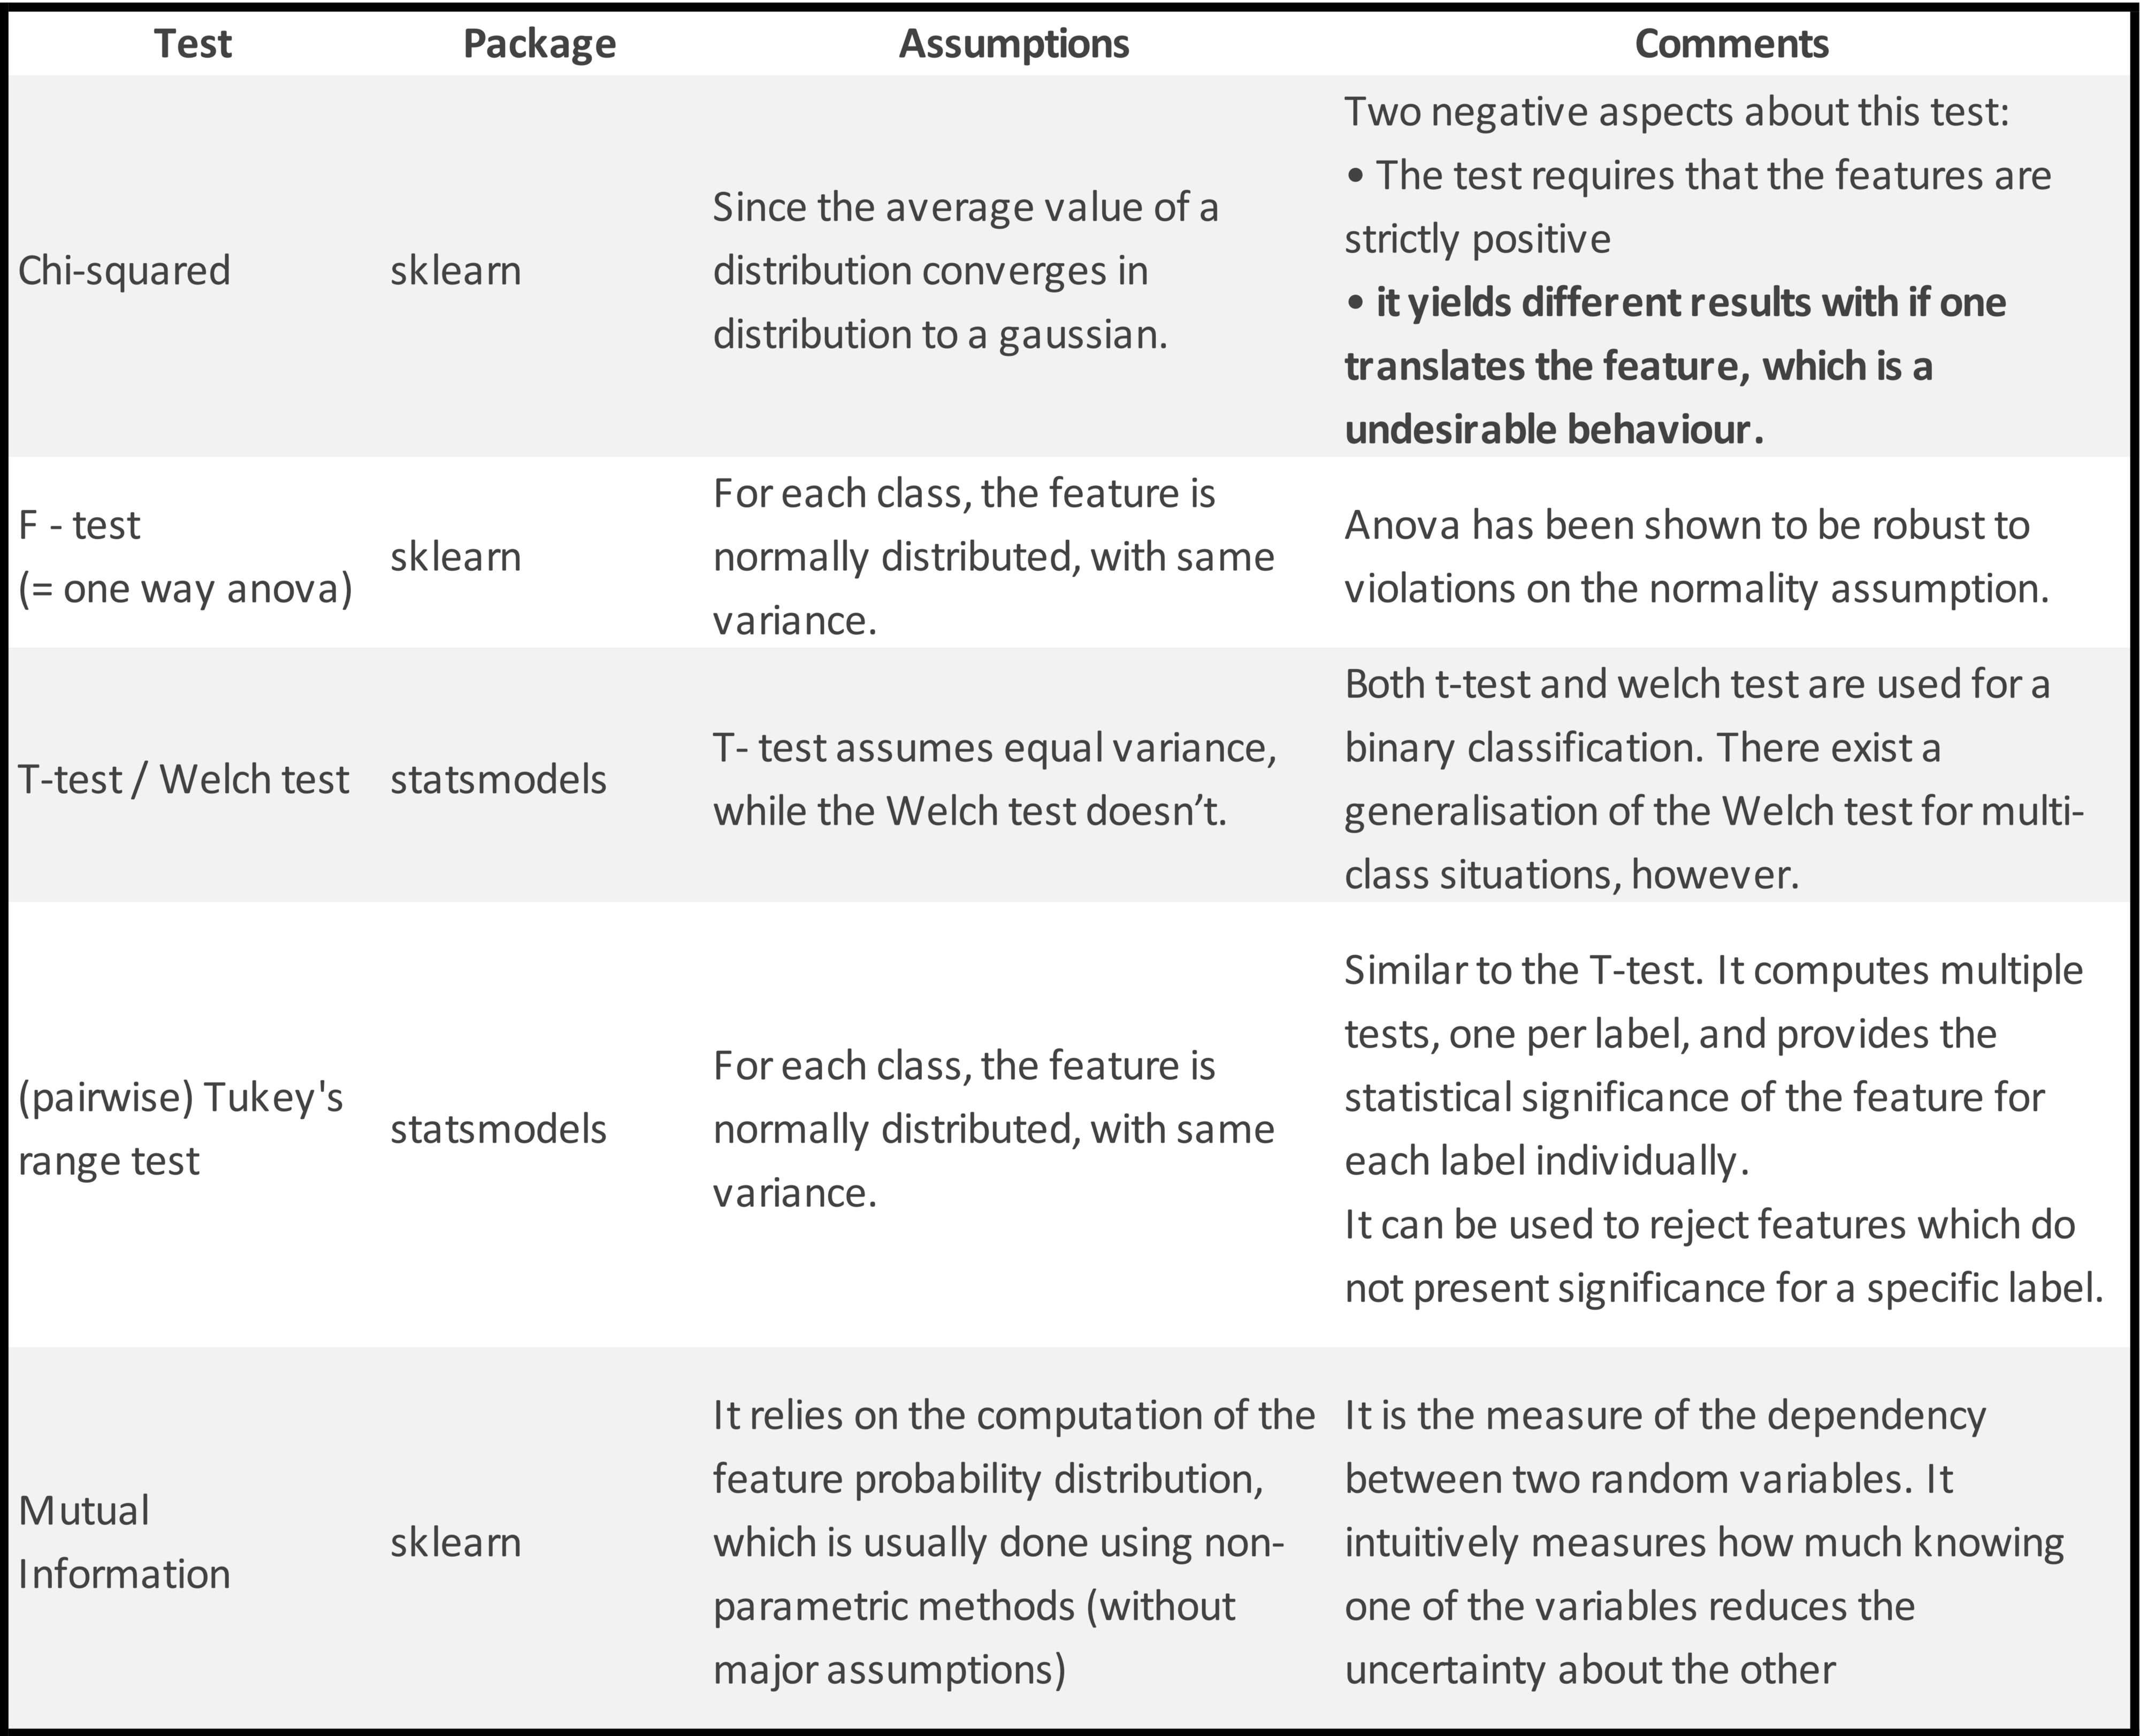 Test Package Assumptions Comments
Chi-squared
sklearn
Since the average value of a
distribution converges in
distribution to a gaussian.
Two negative aspects about this test:
• The test requires that the features are
strictly positive
• it yields different results with if one
translates the feature, which is a
undesirable behaviour.
F - test
(= one way anova)
sklearn
For each class, the feature is
normally distributed, with same
variance.
Anova has been shown to be robust to
violations on the normality assumption.
T-test / Welch test
statsmodels
T- test assumes equal variance,
while the Welch test doesn’t.
Both t-test and welch test are used for a
binary classification. There exist a
generalisation of the Welch test for multi-
class situations, however.
(pairwise) Tukey's
range test
statsmodels
For each class, the feature is
normally distributed, with same
variance.
Similar to the T-test. It computes multiple
tests, one per label, and provides the
statistical significance of the feature for
each label individually.
It can be used to reject features which do
not present significance for a specific label.
Mutual
Information
sklearn
It relies on the computation of the
feature probability distribution,
which is usually done using non-
parametric methods (without
major assumptions)
It is the measure of the dependency
between two random variables. It
intuitively measures how much knowing
one of the variables reduces the
uncertainty about the other